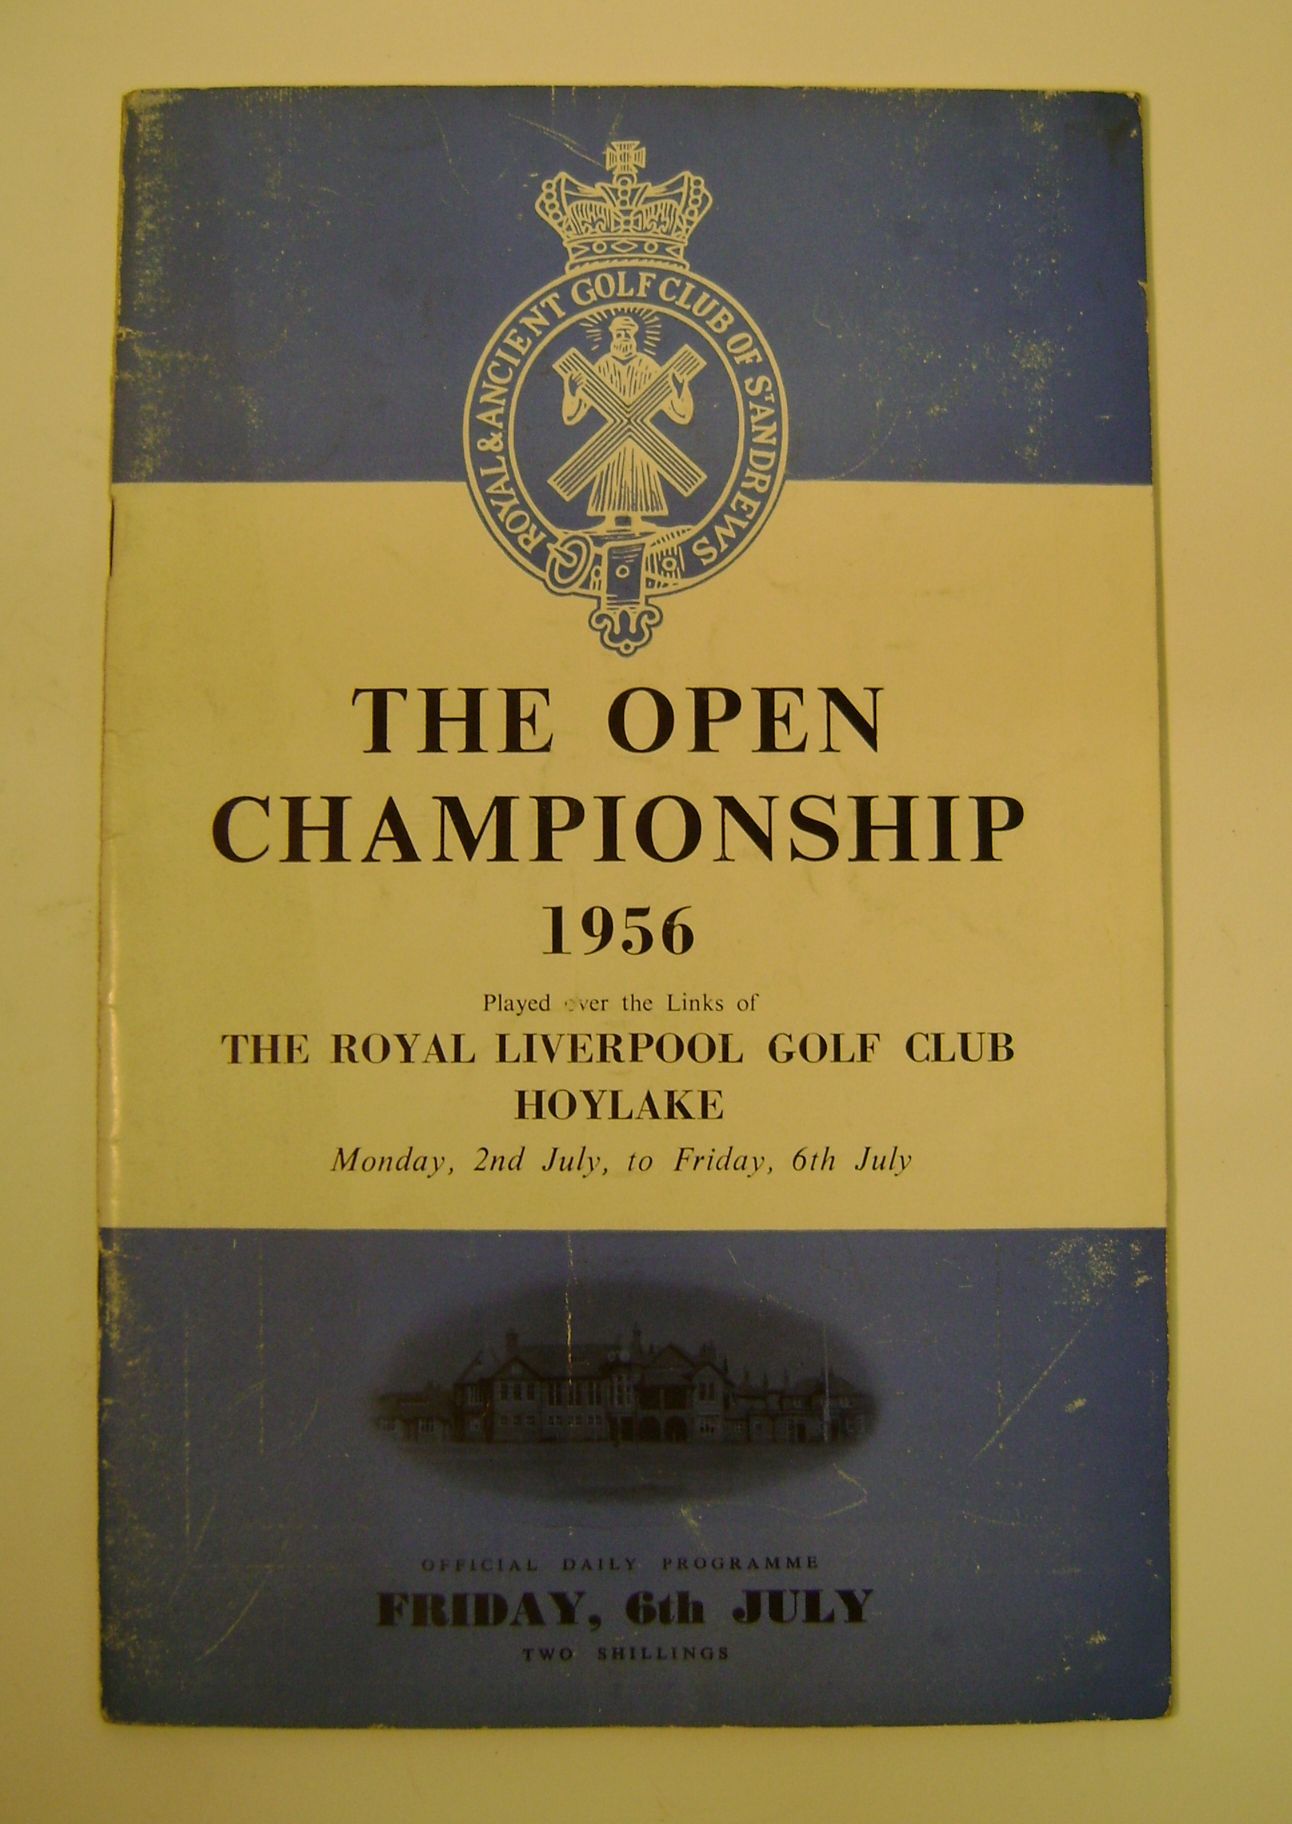 ROYAL & ANCIENT GOLF CLUB OF ST ANDREWS
THE OPEN
CHAMPIONSHIP
1956
Played over the Links of
THE ROYAL LIVERPOOL GOLF CLUB
HOYLAKE
Monday, 2nd July, to Friday, 6th July
OFFICIAL DAILY PROGRAMME
FRIDAY, 6th JULY
TWO SHILLINGS